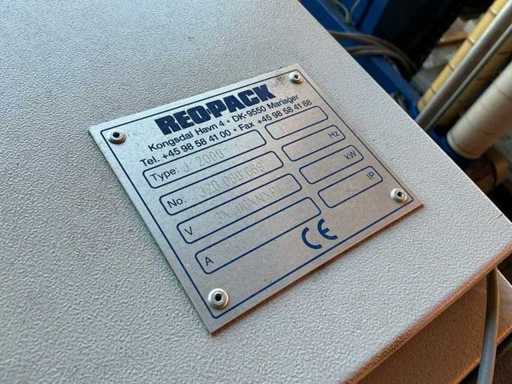 REDPACK
Kongsdal Havn 4 • DK-9550 Mariager
Tel. +45 98 58 41 00 • Fax +45 98 58 41 66
Type: J 2000
No:
Hz
V
kW
A
IP
CE